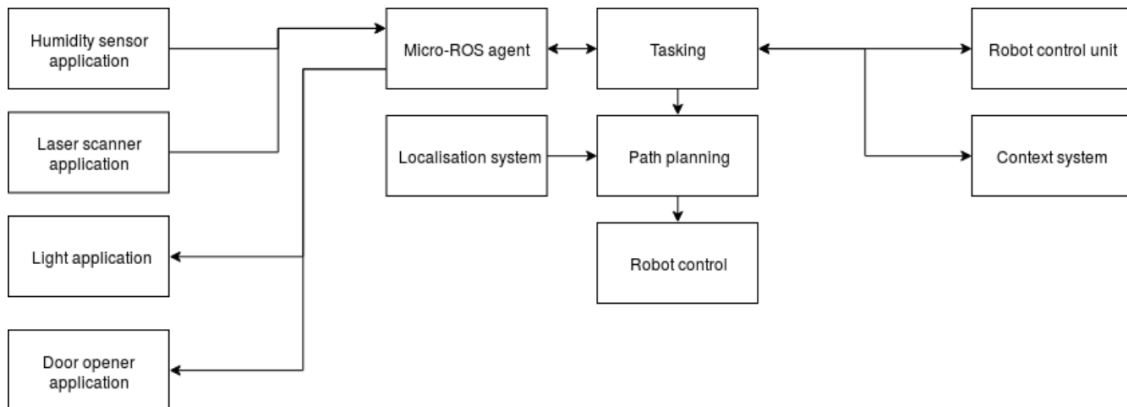 Humidity sensor
application
Micro-ROS agent
Tasking
Robot control unit
Laser scanner
application
Localisation system
Path planning
Context system
Light application
Robot control
Door opener
application